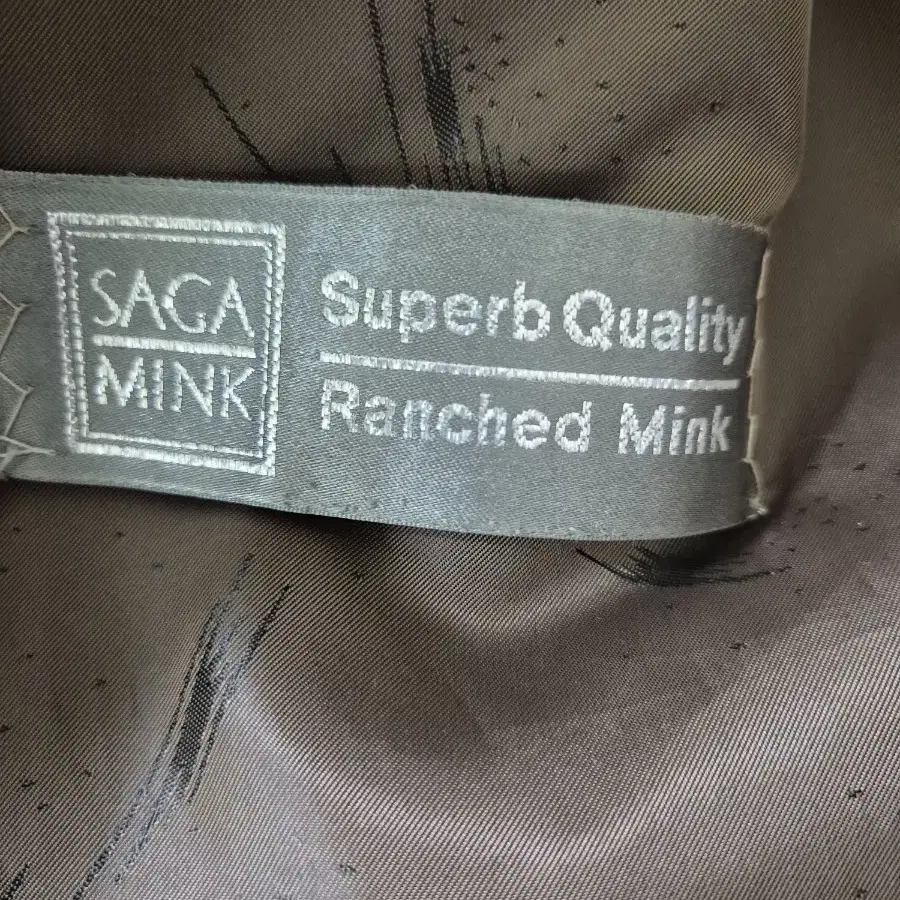 SAGA
MINK
Superb Quality
Ranched Mink